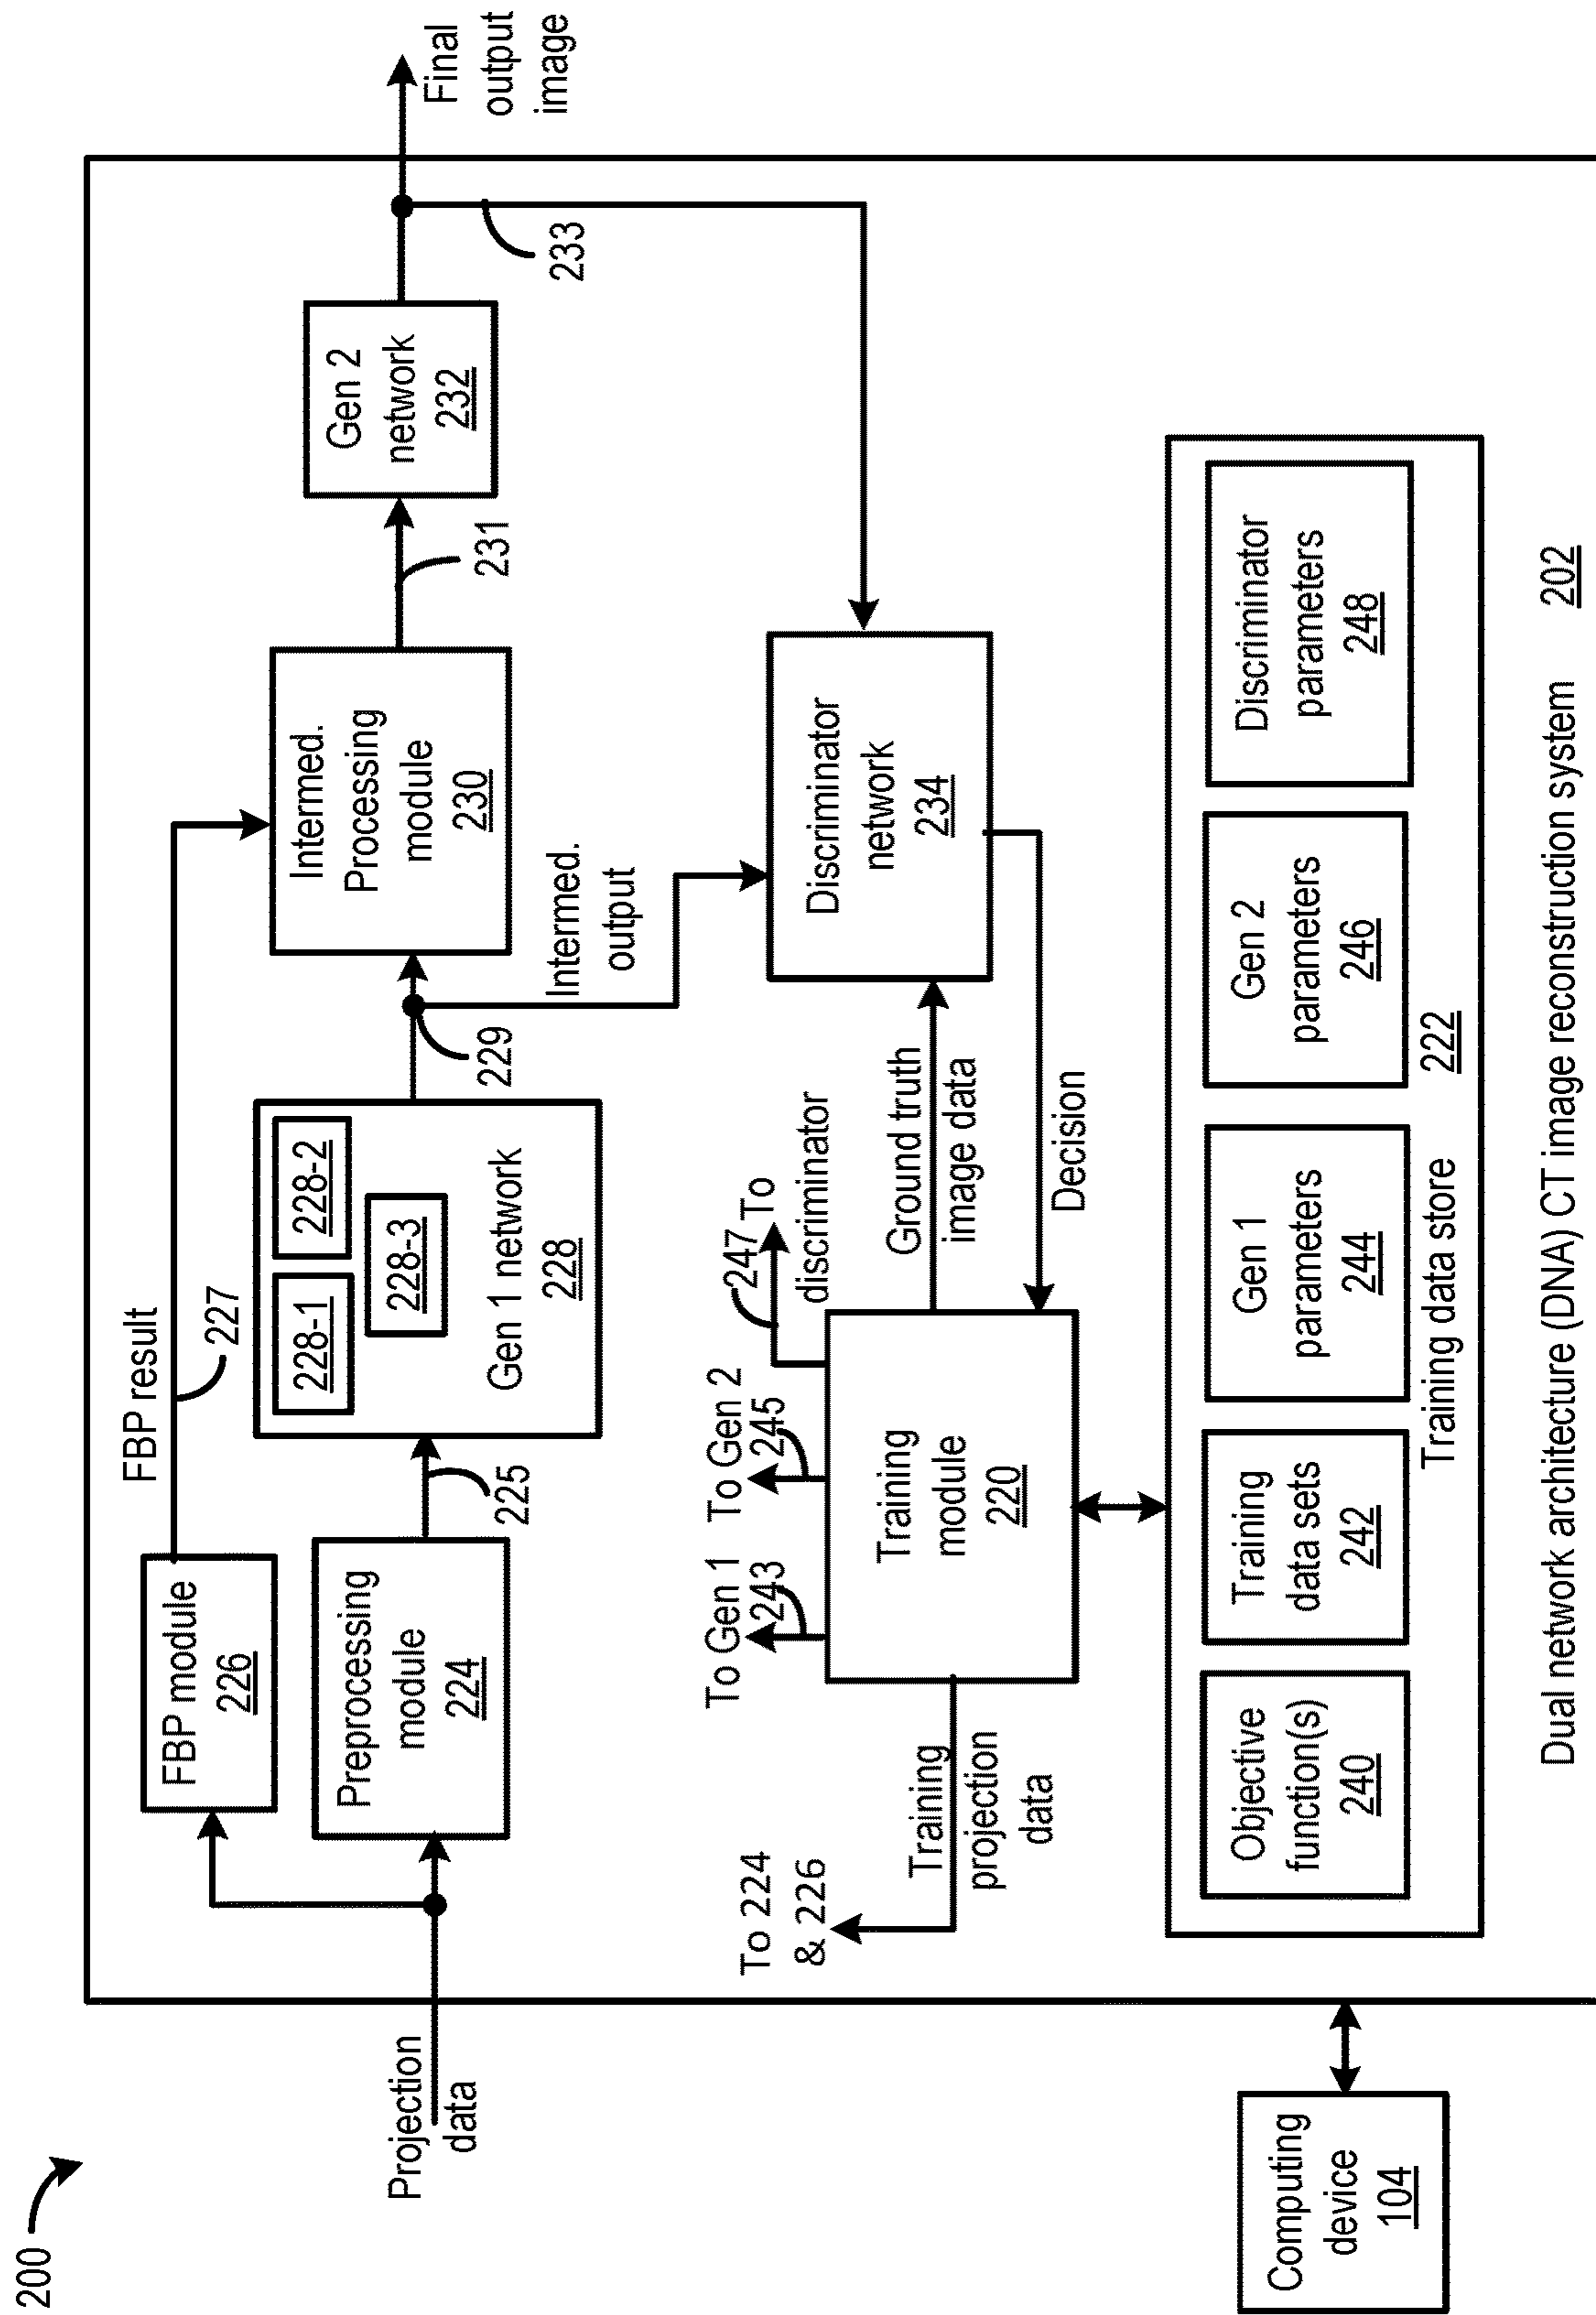 200
Projection
data
FBP module
226
FBP result
227
Preprocessing
module
224
225
228-1
228-2
228-3
Gen 1 network
228
229
Intermed.
Processing
module
230
231
Gen 2
network
232
233
Final
output
image
Intermed.
output
To 224
& 226
Training
projection
data
To Gen 1
243
To Gen 2
245
247 To
discriminator
Training
module
220
Ground truth
image data
Decision
Discriminator
network
234
Objective
function(s)
240
Training
data sets
242
Gen 1
parameters
244
Gen 2
parameters
246
Discriminator
parameters
248
Training data store
222
Computing
device
104
Dual network architecture (DNA) CT image reconstruction system 202